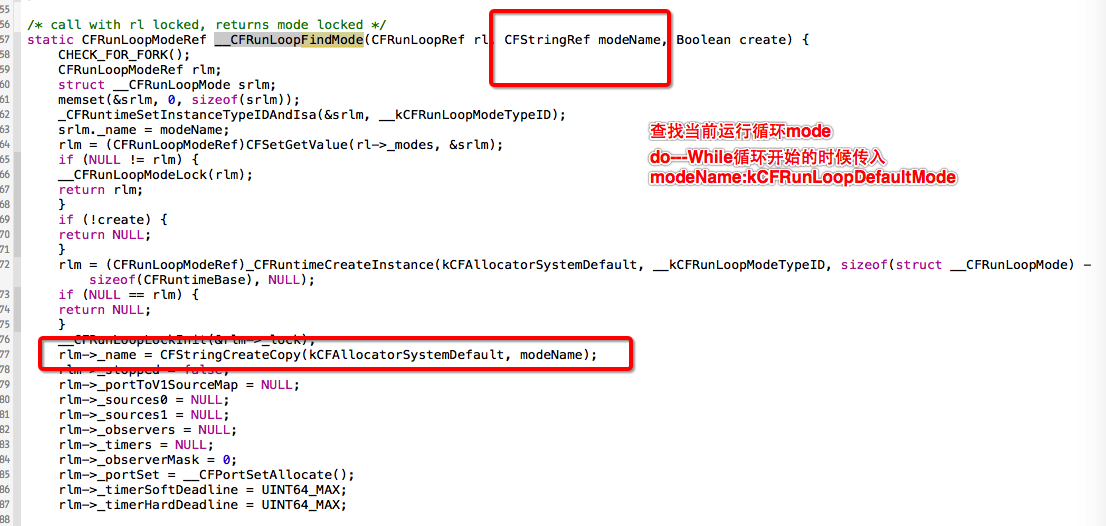 55
56 /* call with rl locked, returns mode locked */
57 static CFRunLoopModeRef __CFRunLoopFindMode(CFRunLoopRef rl, CFStringRef modeName, Boolean create) {
58 CHECK_FOR_FORK();
59 CFRunLoopModeRef rlm;
60 struct __CFRunLoopMode srlm;
61 memset(&srlm, 0, sizeof(srlm));
62 _CFRuntimeSetInstanceTypeIDAndIsa(&srlm, __kCFRunLoopModeTypeID);
63 srlm._name = modeName;
64 rlm = (CFRunLoopModeRef)CFSetGetValue(rl->_modes, &srlm);
65 if (NULL != rlm) {
66 __CFRunLoopModeLock(rlm);
67 return rlm;
68 }
69 if (!create) {
70 return NULL;
71 }
72 rlm = (CFRunLoopModeRef)_CFRuntimeCreateInstance(kCFAllocatorSystemDefault, __kCFRunLoopModeTypeID, sizeof(struct __CFRunLoopMode) -
sizeof(CFRuntimeBase), NULL);
73 if (NULL == rlm) {
74 return NULL;
75 }
76 __CFRunLoopLockInit(&rlm->_lock);
77 rlm->_name = CFStringCreateCopy(kCFAllocatorSystemDefault, modeName);
78 rlm->_stopped = false;
79 rlm->_portToV1SourceMap = NULL;
80 rlm->_sources0 = NULL;
81 rlm->_sources1 = NULL;
82 rlm->_observers = NULL;
83 rlm->_timers = NULL;
84 rlm->_observerMask = 0;
85 rlm->_portSet = __CFPortSetAllocate();
86 rlm->_timerSoftDeadline = UINT64_MAX;
87 rlm->_timerHardDeadline = UINT64_MAX;
88
查找当前运行循环mode
do---While循环开始的时候传入
modeName:kCFRunLoopDefaultMode